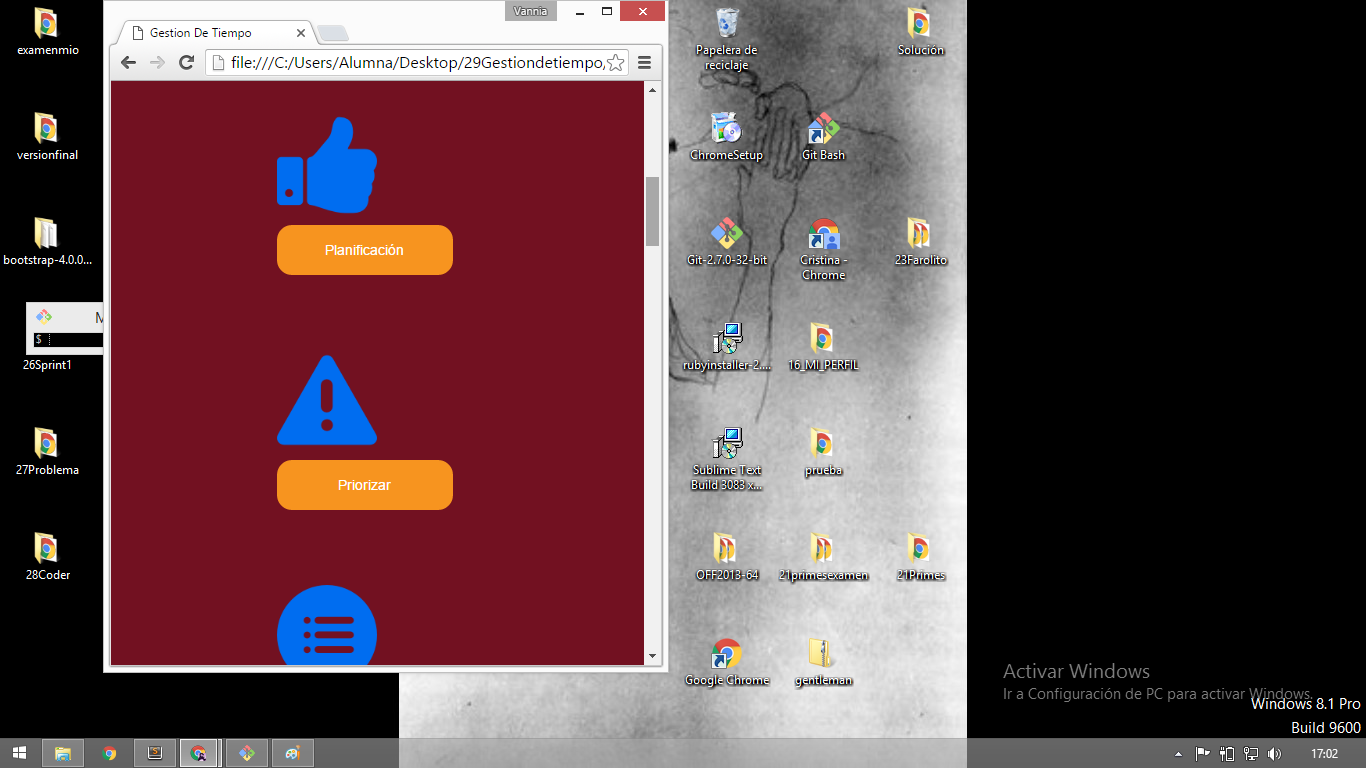 examenmio
versionfinal
bootstrap-4.0.0...
M
$
26Sprint1
27Problema
28Coder
Vannia
Gestion De Tiempo
file:///C:/Users/Alumna/Desktop/29Gestiondetiempo/
Planificación
Priorizar
Papelera de
reciclaje
Solución
ChromeSetup
Git Bash
Git-2.7.0-32-bit
Cristina -
Chrome
23Farolito
rubyinstaller-2....
16_MI_PERFIL
Sublime Text
Build 3083 x...
prueba
OFF2013-64
21primesexamen
21Primes
Google Chrome
gentleman
Activar Windows
Ir a Configuración de PC para activar Windows.
Windows 8.1 Pro
Build 9600
17:02